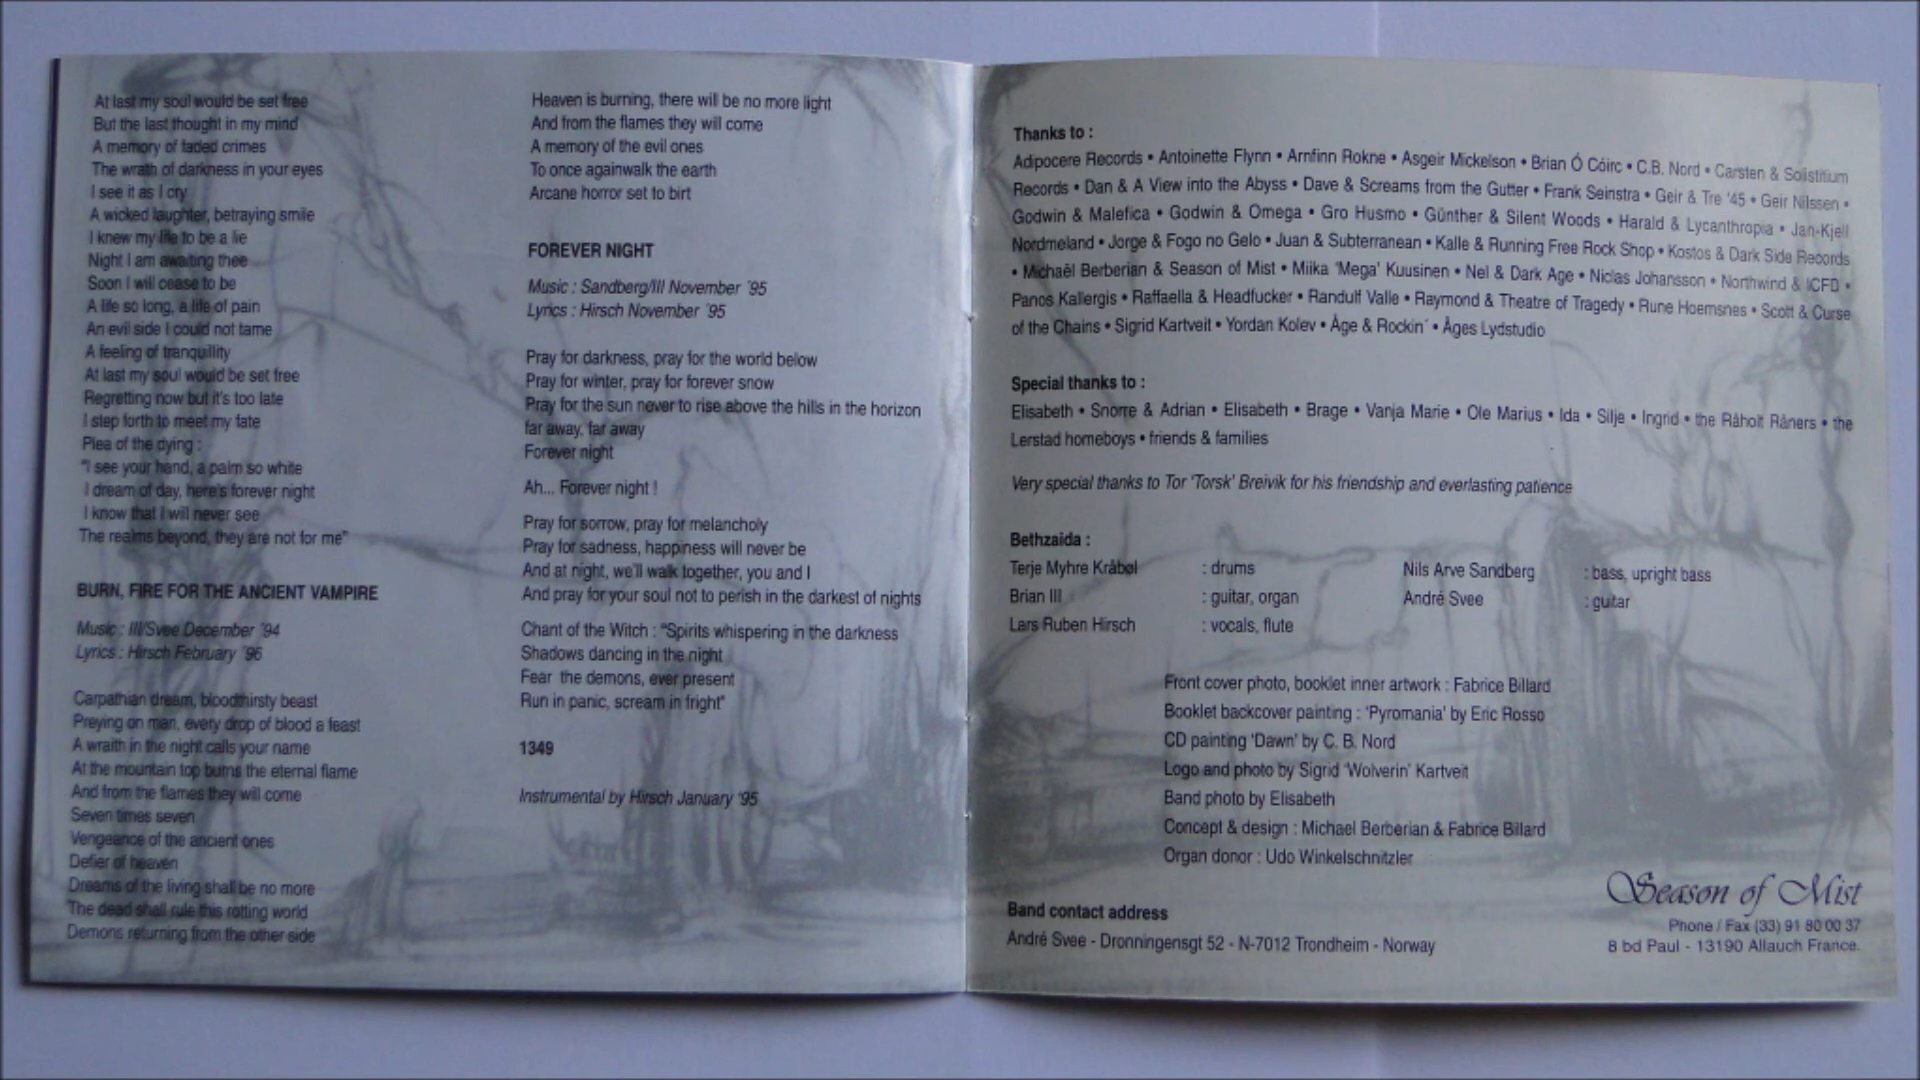 At last my soul would be set free
But the last thought in my mind
A memory of faded crimes
The wrath of darkness in your eyes
I see it as I cry
A wicked laughter, betraying smile
I knew my life to be a lie
Night I am awaiting thee
Soon I will cease to be
A life so long, a life of pain
An evil side I could not tame
A feeling of tranquillity
At last my soul would be set free
Regretting now but it's too late
I step forth to meet my fate
Plea of the dying :
"I see your hand, a palm so white
I dream of day, here's forever night
I know that I will never see
The realms beyond, they are not for me"
BURN, FIRE FOR THE ANCIENT VAMPIRE
Music : III/Svee December ´94
Lyrics : Hirsch February ´96
Carpathian dream, bloodthirsty beast
Preying on man, every drop of blood a feast
A wraith in the night calls your name
At the mountain top burns the eternal flame
And from the flames they will come
Seven times seven
Vengeance of the ancient ones
Defier of heaven
Dreams of the living shall be no more
The dead shall rule this rotting world
Demons returning from the other side
Heaven is burning, there will be no more light
And from the flames they will come
A memory of the evil ones
To once againwalk the earth
Arcane horror set to birt
FOREVER NIGHT
Music : Sandberg/III November ´95
Lyrics : Hirsch November ´95
Pray for darkness, pray for the world below
Pray for winter, pray for forever snow
Pray for the sun never to rise above the hills in the horizon
far away, far away
Forever night
Ah... Forever night !
Pray for sorrow, pray for melancholy
Pray for sadness, happiness will never be
And at night, we'll walk together, you and I
And pray for your soul not to perish in the darkest of nights
Chant of the Witch : "Spirits whispering in the darkness
Shadows dancing in the night
Fear the demons, ever present
Run in panic, scream in fright"
1349
Instrumental by Hirsch January ´95
Thanks to :
Adipocere Records • Antoinette Flynn • Arnfinn Rokne • Asgeir Mickelson • Brian Ó Cóirc • C.B. Nord • Carsten & Solistitium
Records • Dan & A View into the Abyss • Dave & Screams from the Gutter • Frank Seinstra • Geir & Tre '45 • Geir Nilssen •
Godwin & Malefica • Godwin & Omega • Gro Husmo • Günther & Silent Woods • Harald & Lycanthropia • Jan-Kjell
Nordmeland • Jorge & Fogo no Gelo • Juan & Subterranean • Kalle & Running Free Rock Shop • Kostos & Dark Side Records
• Michaël Berberian & Season of Mist • Miika 'Mega' Kuusinen • Nel & Dark Age • Niclas Johansson • Northwind & ICFD •
Panos Kallergis • Raffaella & Headfucker • Randulf Valle • Raymond & Theatre of Tragedy • Rune Hoemsnes • Scott & Curse
of the Chains • Sigrid Kartveit • Yordan Kolev • Åge & Rockin´ • Åges Lydstudio
Special thanks to :
Elisabeth • Snorre & Adrian • Elisabeth • Brage • Vanja Marie • Ole Marius • Ida • Silje • Ingrid • the Råholt Råners • the
Lerstad homeboys • friends & families
Very special thanks to Tor 'Torsk' Breivik for his friendship and everlasting patience
Bethzaida :
Terje Myhre Kråbøl : drums Nils Arve Sandberg : bass, upright bass
Brian III : guitar, organ André Svee : guitar
Lars Ruben Hirsch : vocals, flute
Front cover photo, booklet inner artwork : Fabrice Billard
Booklet backcover painting : 'Pyromania' by Eric Rosso
CD painting 'Dawn' by C. B. Nord
Logo and photo by Sigrid 'Wolverin' Kartveit
Band photo by Elisabeth
Concept & design : Michael Berberian & Fabrice Billard
Organ donor : Udo Winkelschnitzler
Band contact address
André Svee - Dronningensgt 52 - N-7012 Trondheim - Norway
Season of Mist
Phone / Fax (33) 91 80 00 37
8 bd Paul - 13190 Allauch France.